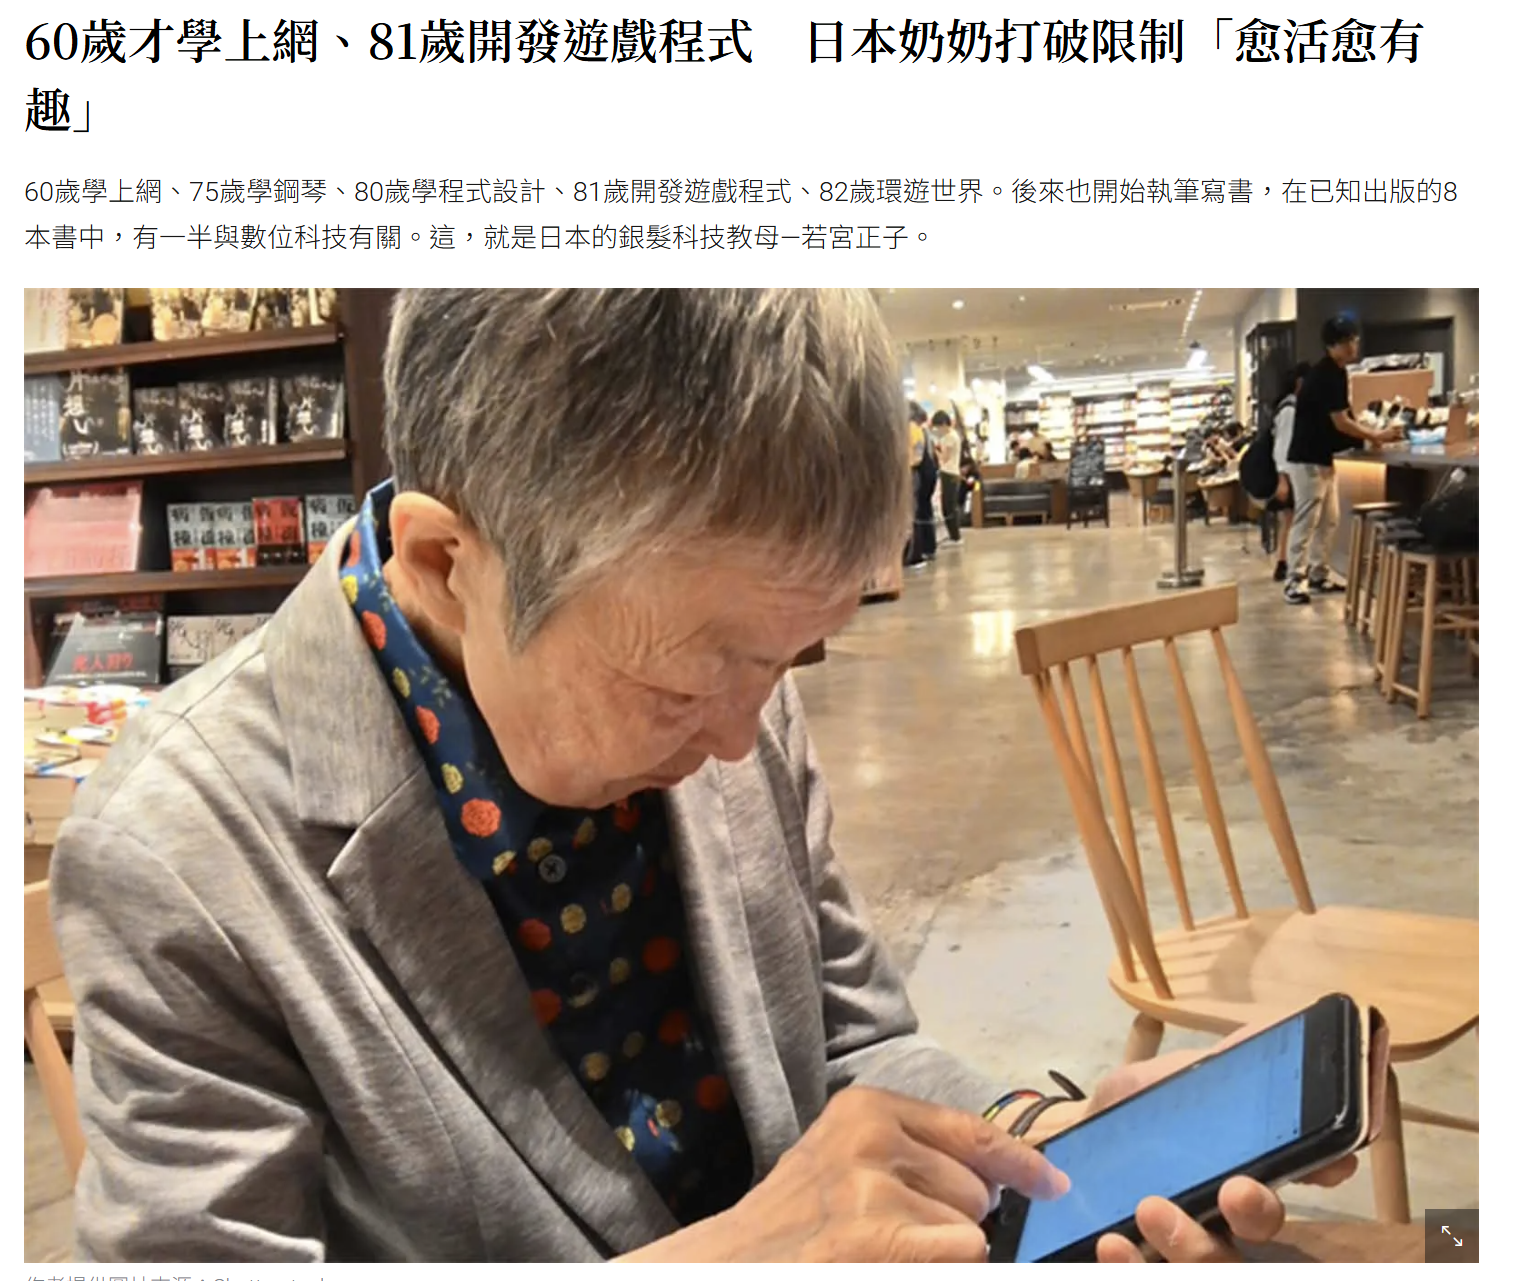 60歲才學上網、81歲開發遊戲程式　日本奶奶打破限制「愈活愈有
趣」
60歲學上網、75歲學鋼琴、80歲學程式設計、81歲開發遊戲程式、82歲環遊世界。後來也開始執筆寫書，在已知出版的8
本書中，有一半與數位科技有關。這，就是日本的銀髮科技教母—若宮正子。